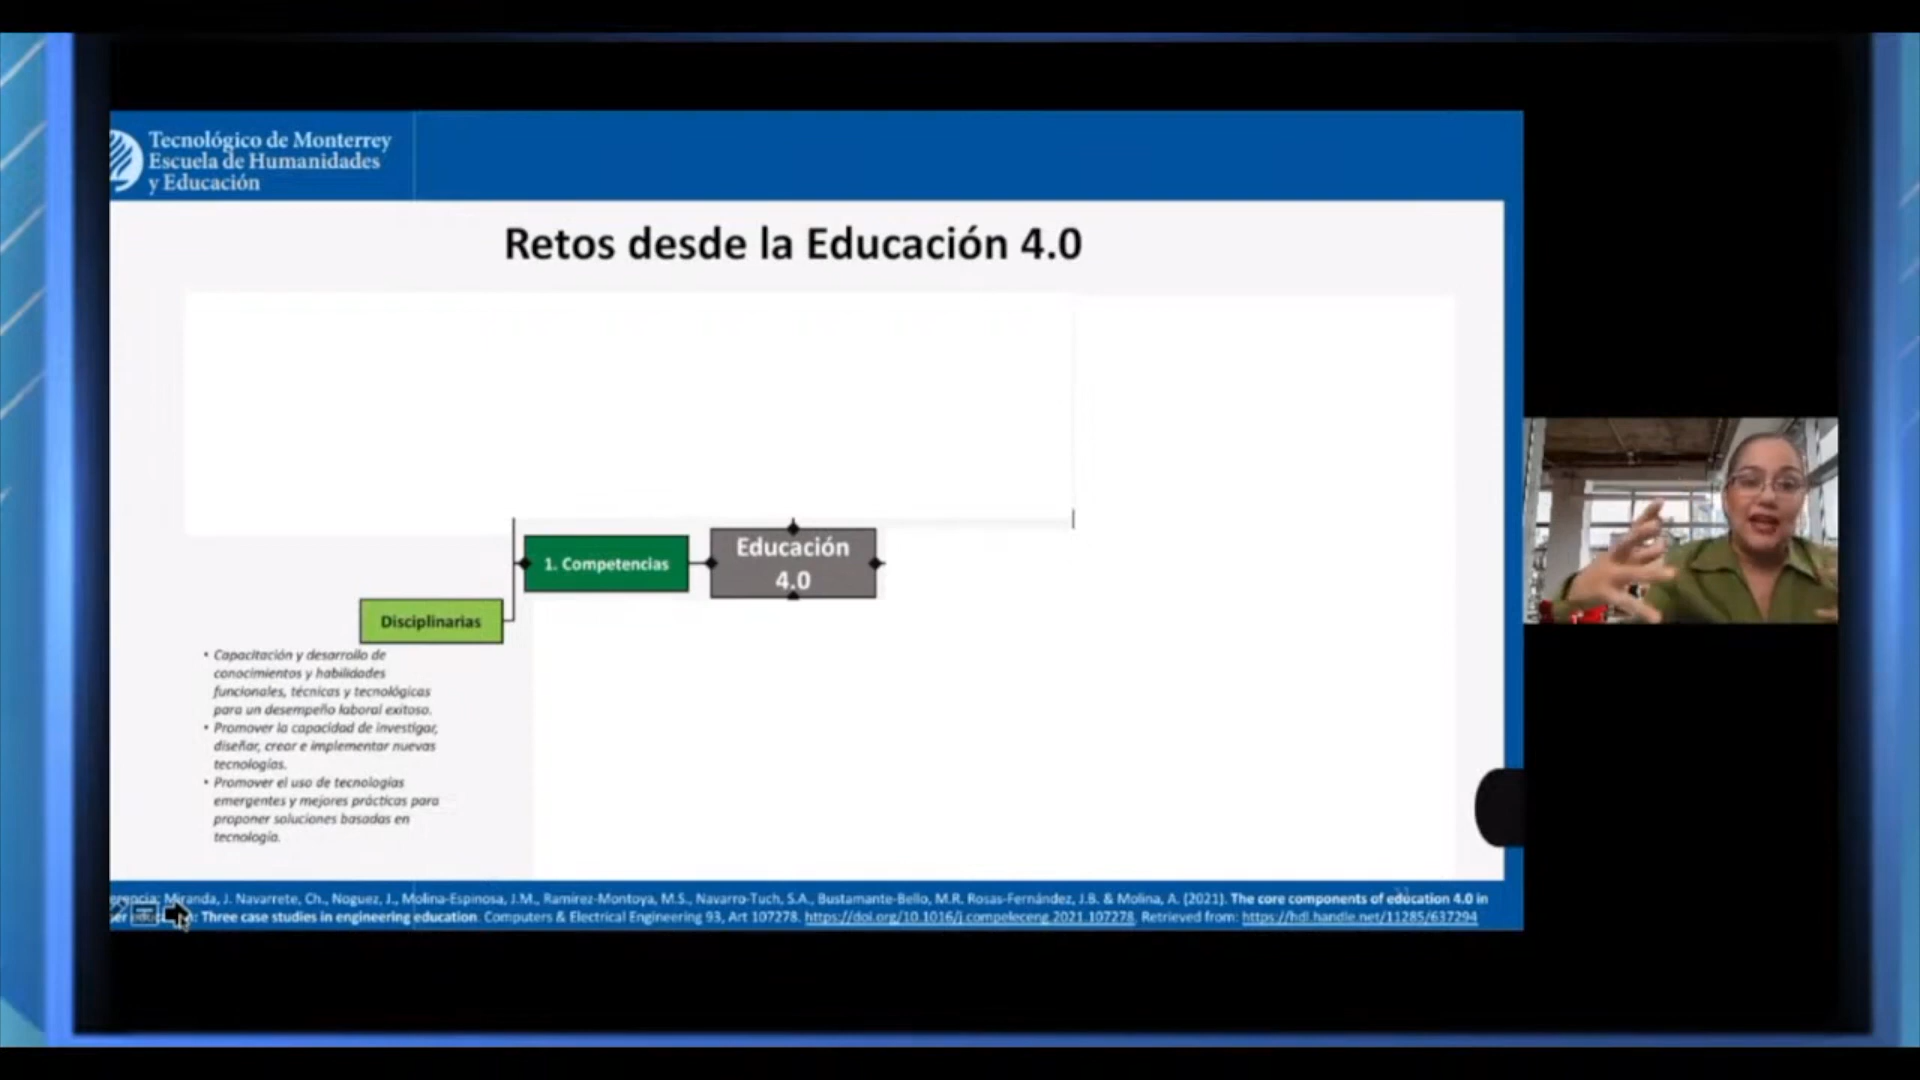 Tecnológico de Monterrey
Escuela de Humanidades
y Educación
Retos desde la Educación 4.0
Educación
4.0
1. Competencias
Disciplinarias
• Capacitación y desarrollo de
conocimientos y habilidades
funcionales, técnicas y tecnológicas
para un desempeño laboral exitoso.
• Promover la capacidad de investigar,
diseñar, crear e implementar nuevas
tecnologías.
• Promover el uso de tecnologías
emergentes y mejores prácticas para
proponer soluciones basadas en
tecnología.
Miranda, J. Navarrete, Ch., Noguez, J., Molina-Espinosa, J.M., Ramírez-Montoya, M.S., Navarro-Tuch, S.A., Bustamante-Bello, M.R. Rosas-Fernández, J.B. & Molina, A. (2021). The core components of education 4.0 in
: Three case studies in engineering education. Computers & Electrical Engineering 93, Art 107278. https://doi.org/10.1016/j.compeleceng.2021.107278. Retrieved from: https://hdl.handle.net/11285/637294